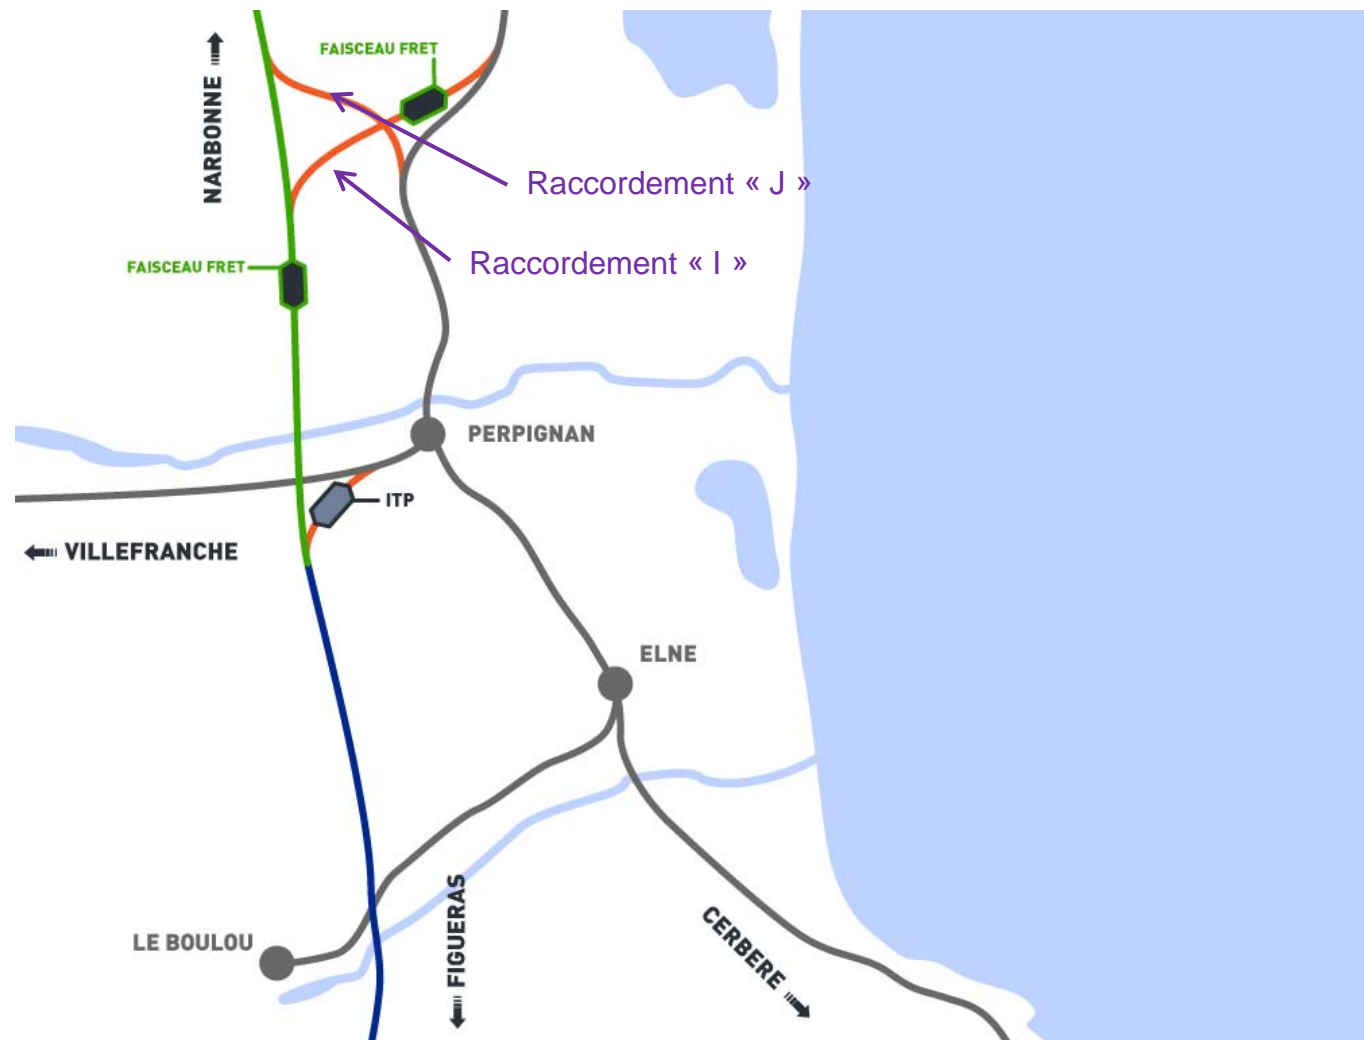 FAISCEAU FRET
NARBONNE
Raccordement « J »
Raccordement « I »
FAISCEAU FRET
PERPIGNAN
ITP
VILLEFRANCHE
ELNE
LE BOULOU
FIGUERAS
CERBERE